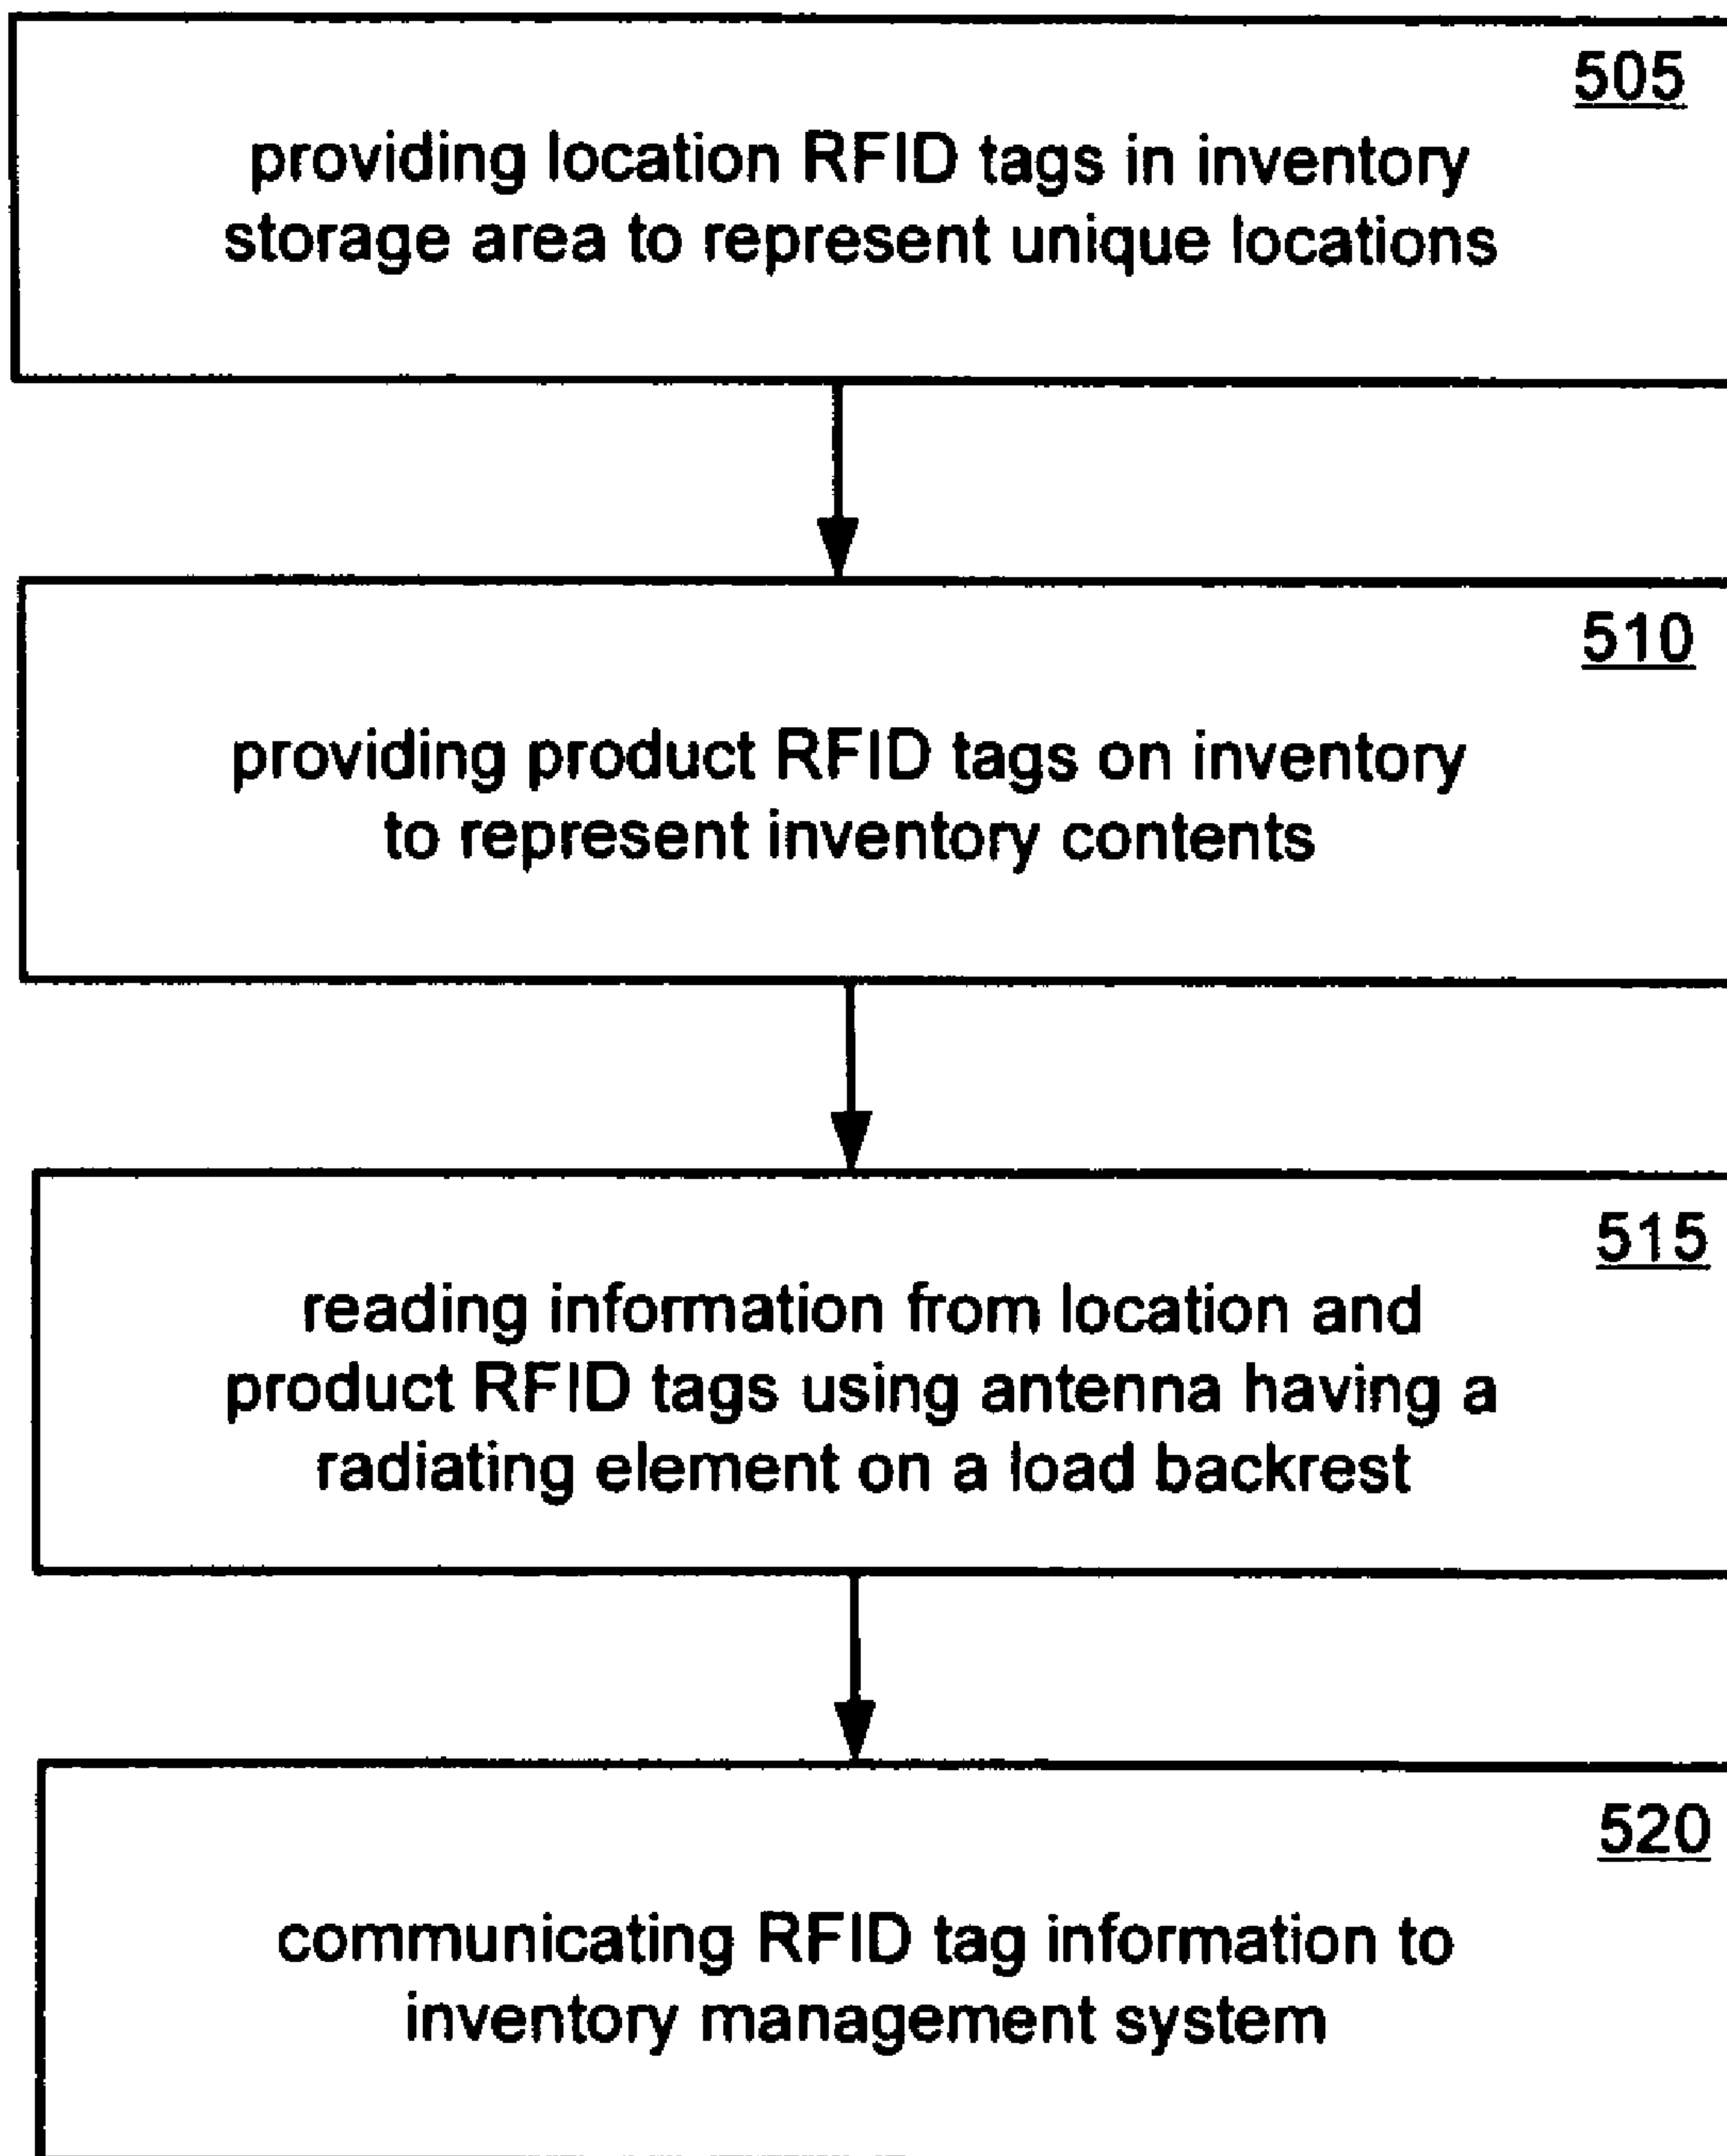 505
providing location RFID tags in inventory
storage area to represent unique locations
510
providing product RFID tags on inventory
to represent inventory contents
515
reading information from location and
product RFID tags using antenna having a
radiating element on a load backrest
520
communicating RFID tag information to
inventory management system